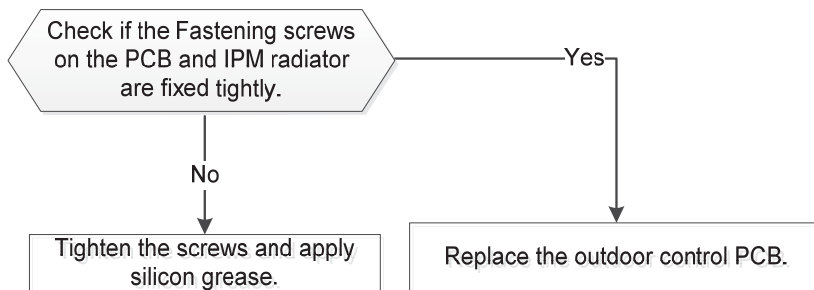 Check if the Fastening screws
on the PCB and IPM radiator
are fixed tightly.
Yes
No
Tighten the screws and apply
silicon grease.
Replace the outdoor control PCB.